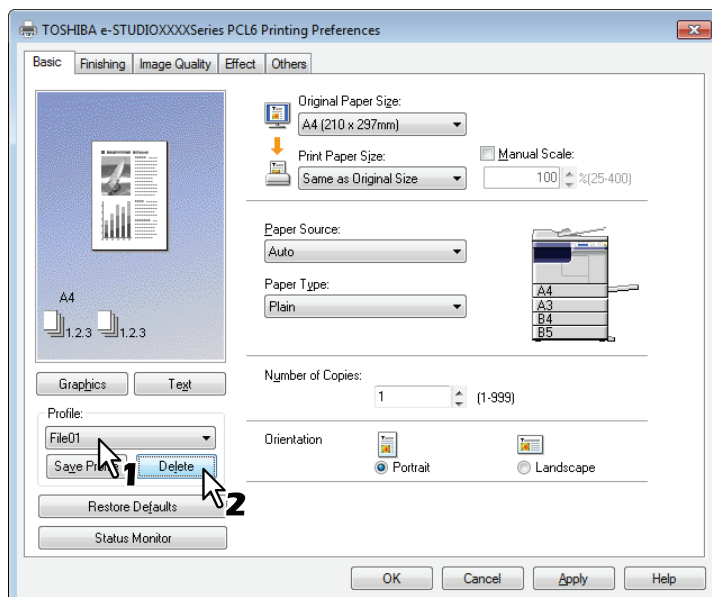 TOSHIBA e-STUDIOXXXXSeries PCL6 Printing Preferences
Basic Finishing Image Quality Effect Others
Original Paper Size:
A4 (210 x 297mm)
Print Paper Size:
Same as Original Size
Manual Scale:
100 %(25-400)
A4
1.2.3 1.2.3
Paper Source:
Auto
Paper Type:
Plain
A4
A3
B4
B5
Graphics Text
Number of Copies:
1 (1-999)
Profile:
File01
1
Save Profile Delete
2
Orientation
Portrait Landscape
Restore Defaults
Status Monitor
OK Cancel Apply Help